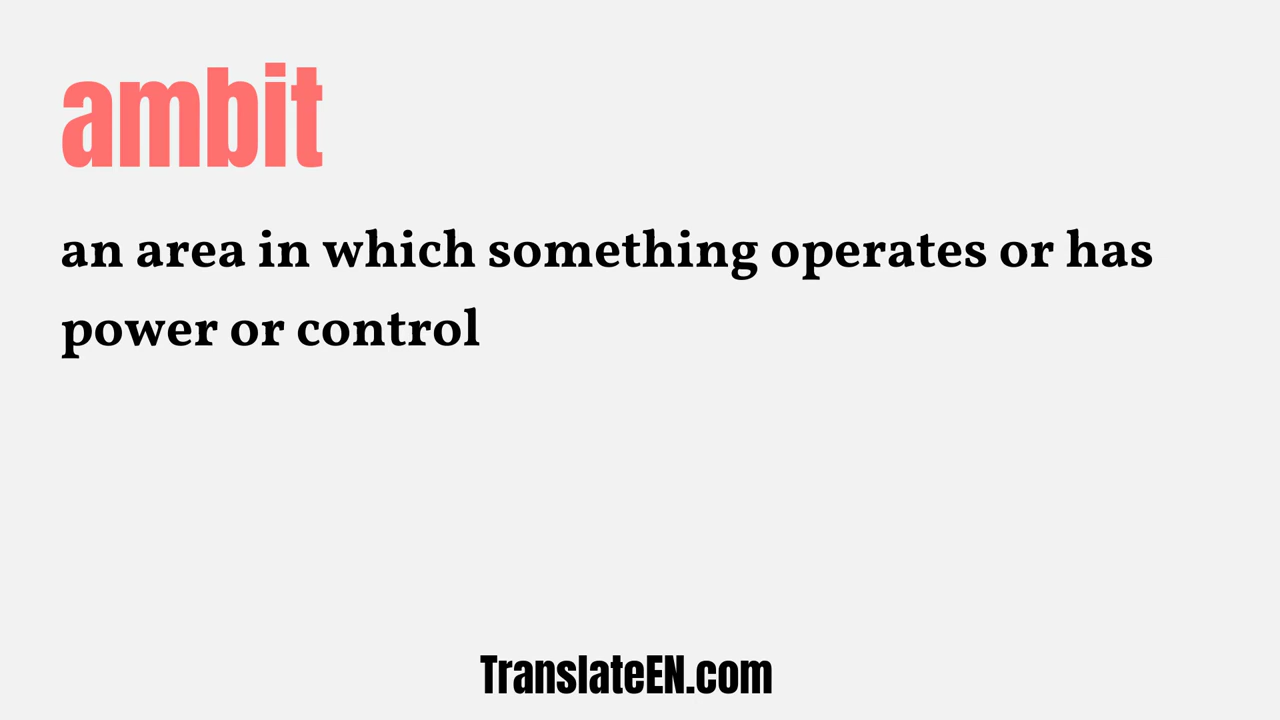 ambit
an area in which something operates or has
power or control
TranslateEN.com